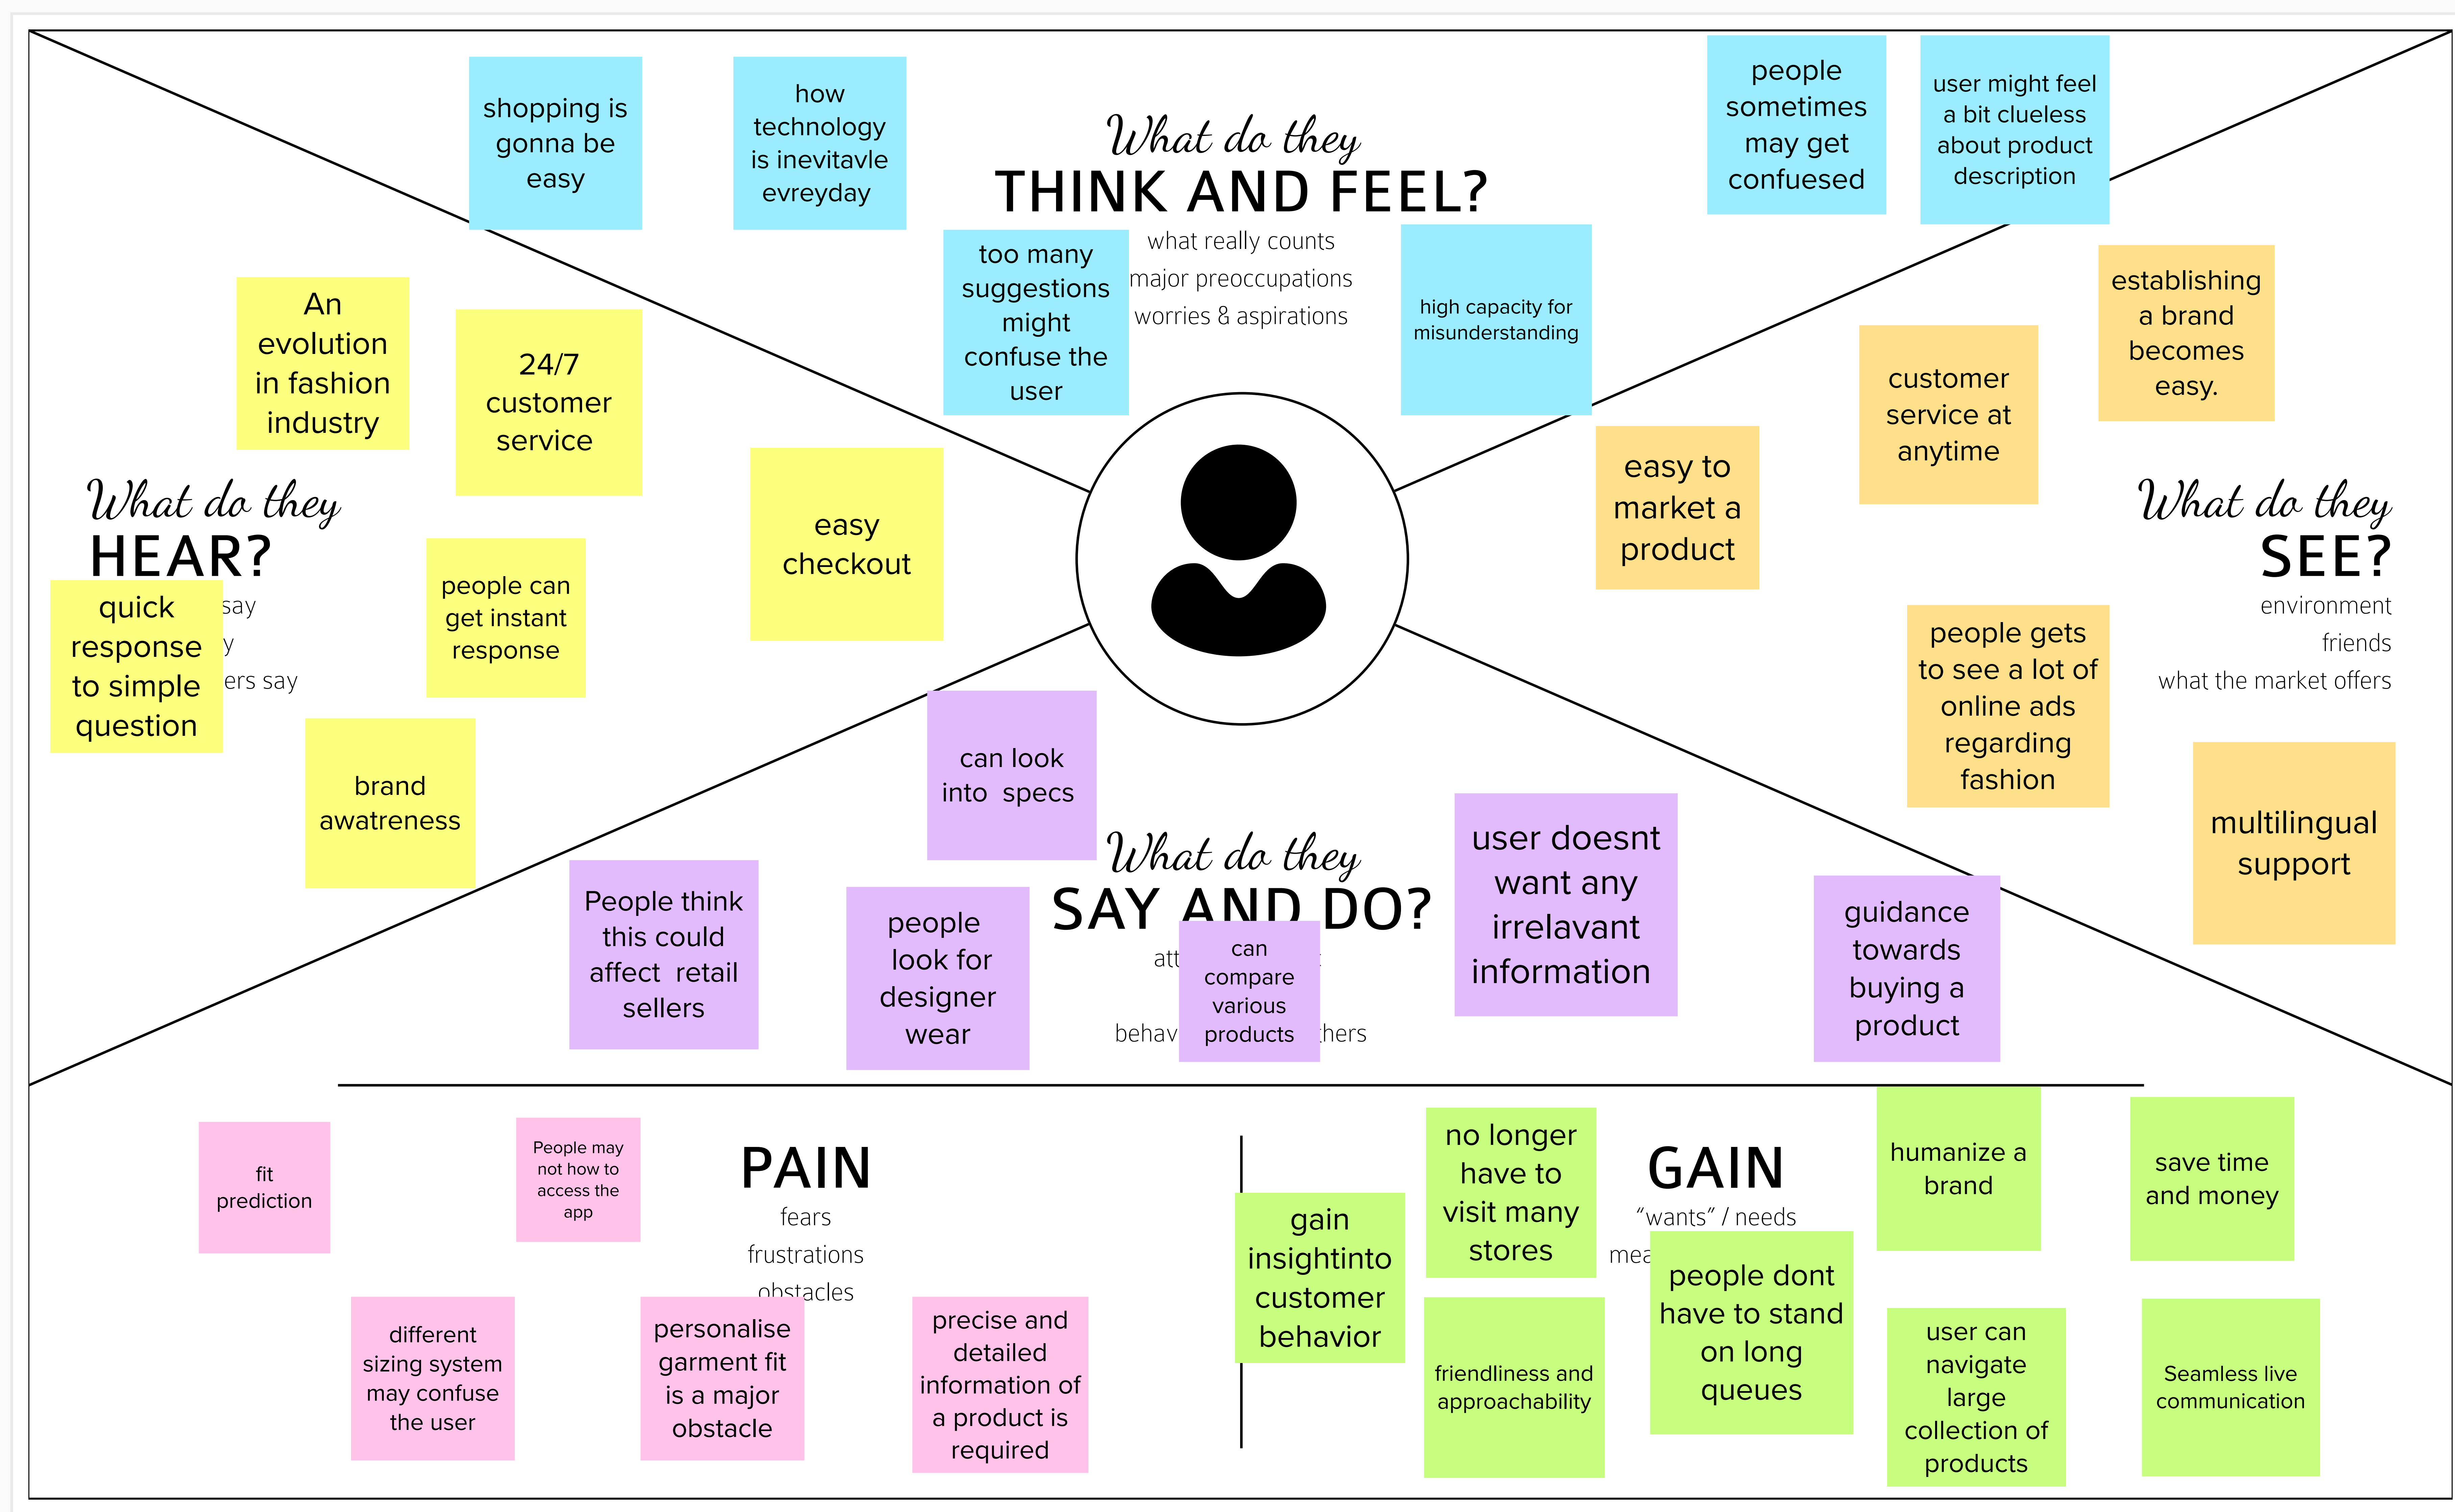 What do they
THINK AND FEEL?
what really counts
major preoccupations
worries & aspirations
shopping is
gonna be
easy
how
technology
is inevitavle
evreyday
too many
suggestions
might
confuse the
user
high capacity for
misunderstanding
people
sometimes
may get
confuesed
user might feel
a bit clueless
about product
description
What do they
HEAR?
say
y
ers say
An
evolution
in fashion
industry
24/7
customer
service
easy
checkout
quick
response
to simple
question
people can
get instant
response
brand
awatreness
What do they
SEE?
environment
friends
what the market offers
establishing
a brand
becomes
easy.
customer
service at
anytime
easy to
market a
product
people gets
to see a lot of
online ads
regarding
fashion
multilingual
support
What do they
SAY AND DO?
att
behav hers
can look
into specs
People think
this could
affect retail
sellers
people
look for
designer
wear
can
compare
various
products
user doesnt
want any
irrelavant
information
guidance
towards
buying a
product
PAIN
fears
frustrations
obstacles
fit
prediction
People may
not how to
access the
app
different
sizing system
may confuse
the user
personalise
garment fit
is a major
obstacle
precise and
detailed
information of
a product is
required
GAIN
“wants” / needs
mea
gain
insightinto
customer
behavior
no longer
have to
visit many
stores
humanize a
brand
save time
and money
friendliness and
approachability
people dont
have to stand
on long
queues
user can
navigate
large
collection of
products
Seamless live
communication